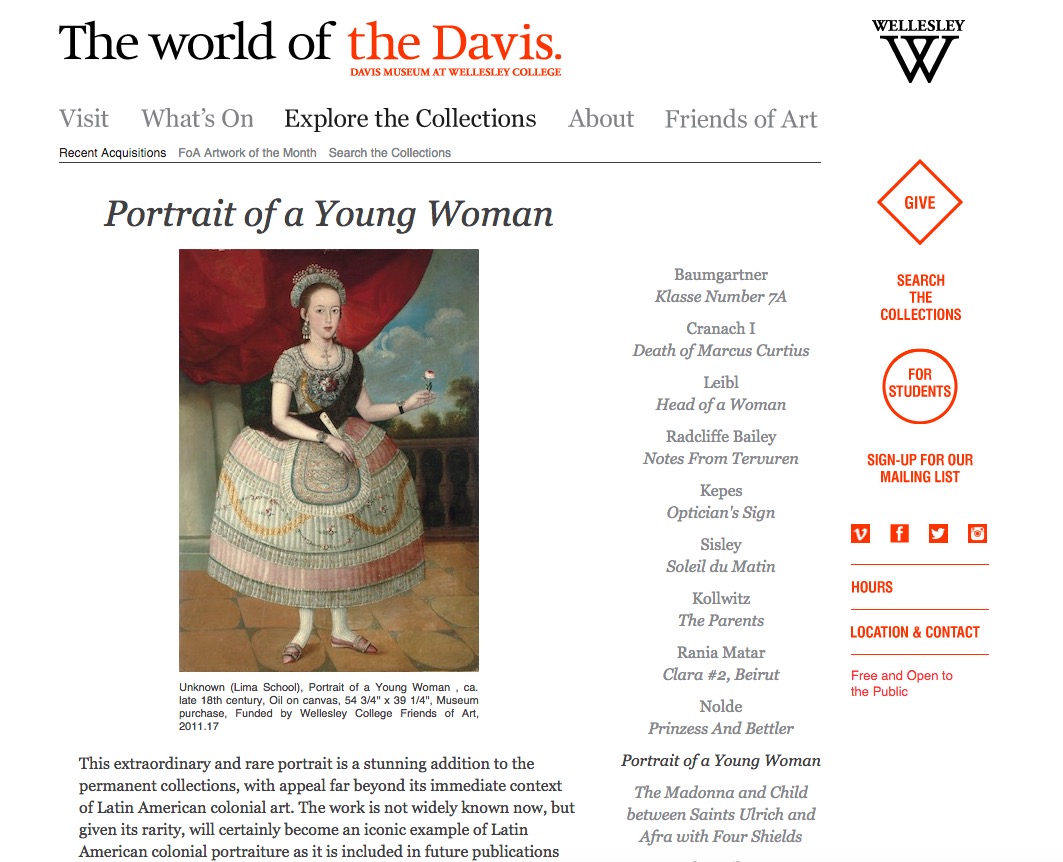 The world of the Davis.
DAVIS MUSEUM AT WELLESLEY COLLEGE
WELLESLEY
W
Visit What's On Explore the Collections About Friends of Art
Recent Acquisitions FoA Artwork of the Month Search the Collections
Portrait of a Young Woman
Unknown (Lima School), Portrait of a Young Woman , ca.
late 18th century, Oil on canvas, 54 3/4" x 39 1/4", Museum
purchase, Funded by Wellesley College Friends of Art,
2011.17
This extraordinary and rare portrait is a stunning addition to the
permanent collections, with appeal far beyond its immediate context
of Latin American colonial art. The work is not widely known now, but
given its rarity, will certainly become an iconic example of Latin
American colonial portraiture as it is included in future publications
Baumgartner
Klasse Number 7A
Cranach I
Death of Marcus Curtius
Leibl
Head of a Woman
Radcliffe Bailey
Notes From Tervuren
Kepes
Optician's Sign
Sisley
Soleil du Matin
Kollwitz
The Parents
Rania Matar
Clara #2, Beirut
Nolde
Prinzess And Bettler
Portrait of a Young Woman
The Madonna and Child
between Saints Ulrich and
Afra with Four Shields
GIVE
SEARCH
THE
COLLECTIONS
FOR
STUDENTS
SIGN-UP FOR OUR
MAILING LIST
HOURS
LOCATION & CONTACT
Free and Open to
the Public